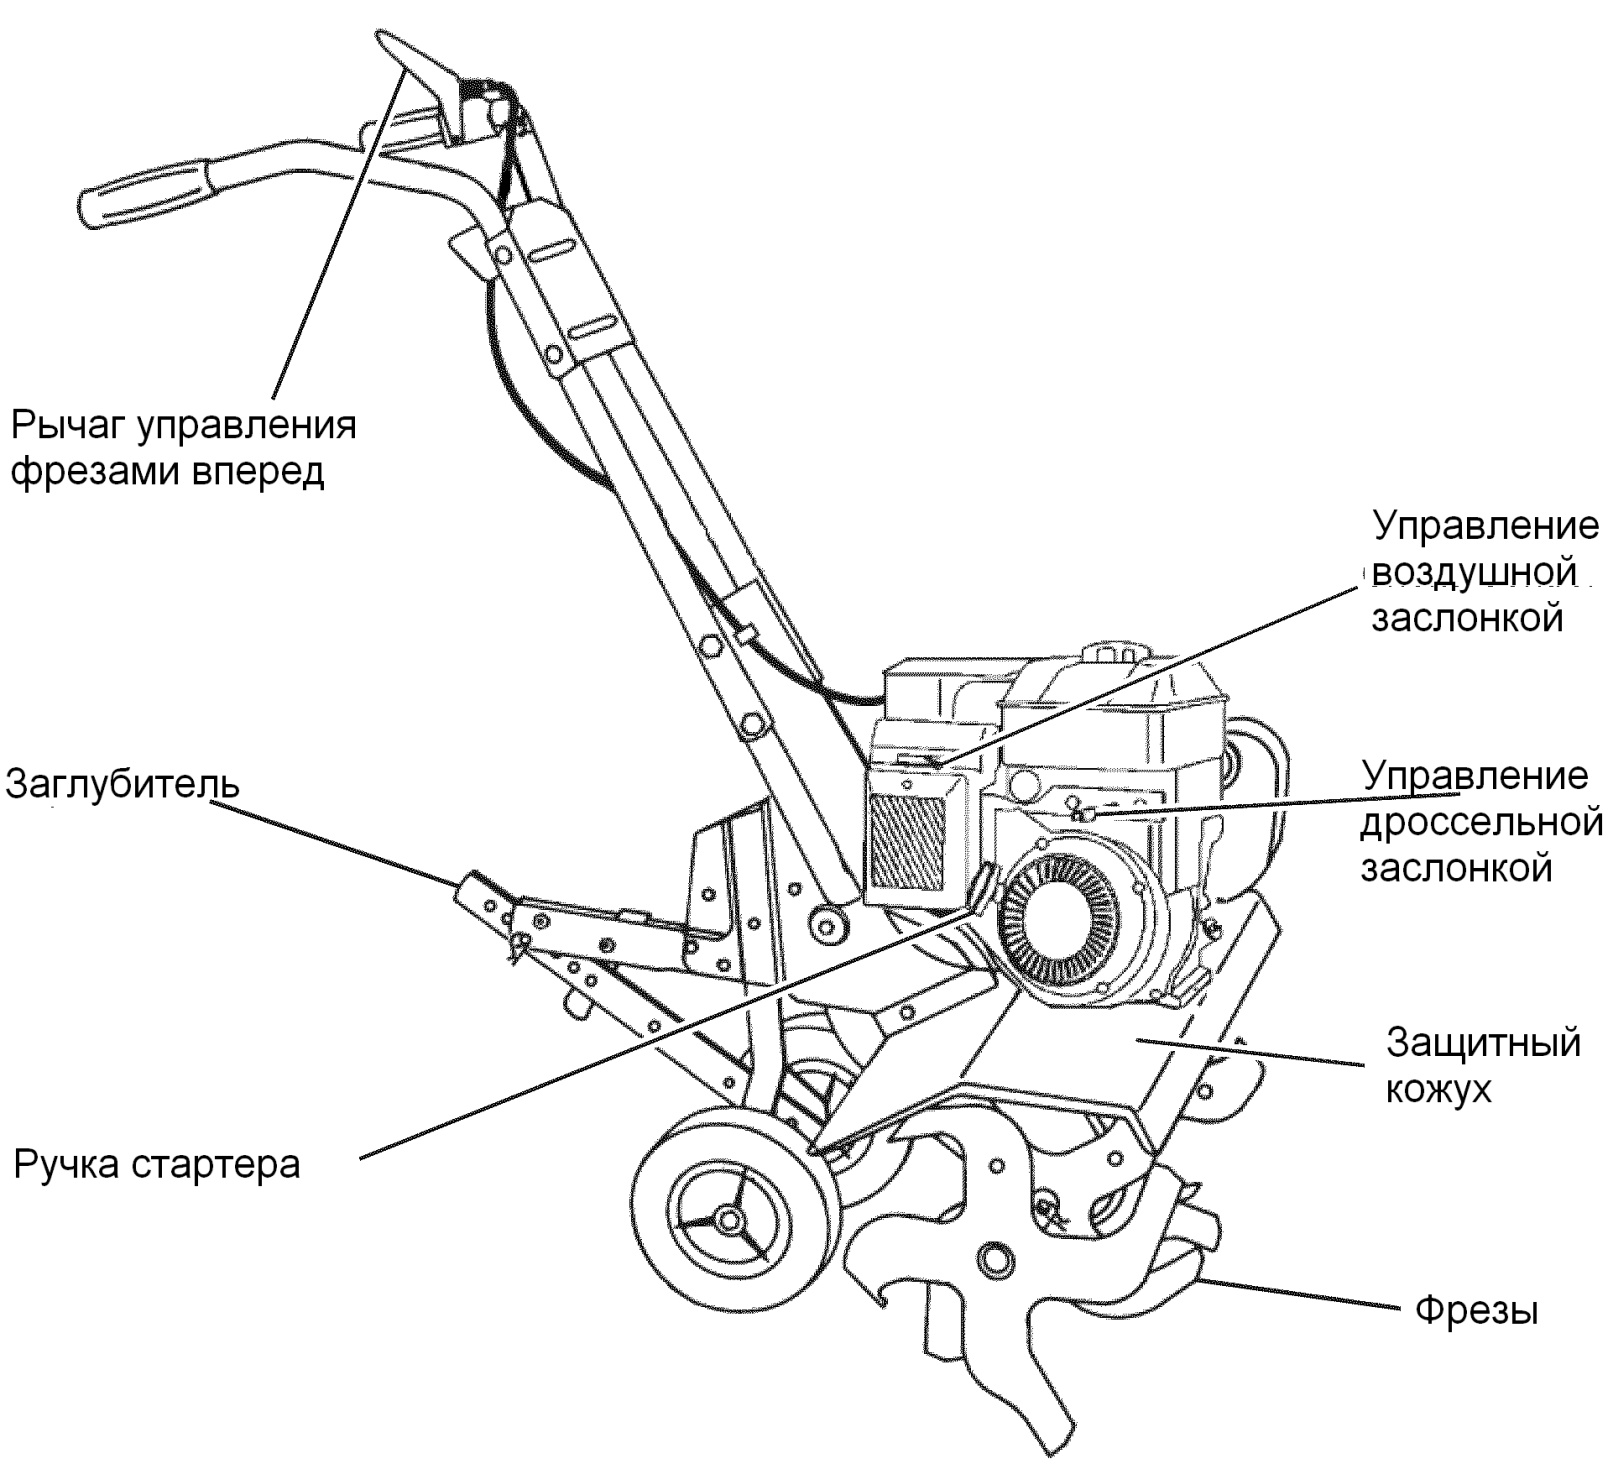 Рычаг управления
фрезами вперед
Управление
воздушной
заслонкой
Заглубитель
Управление
дроссельной
заслонкой
Защитный
кожух
Ручка стартера
Фрезы